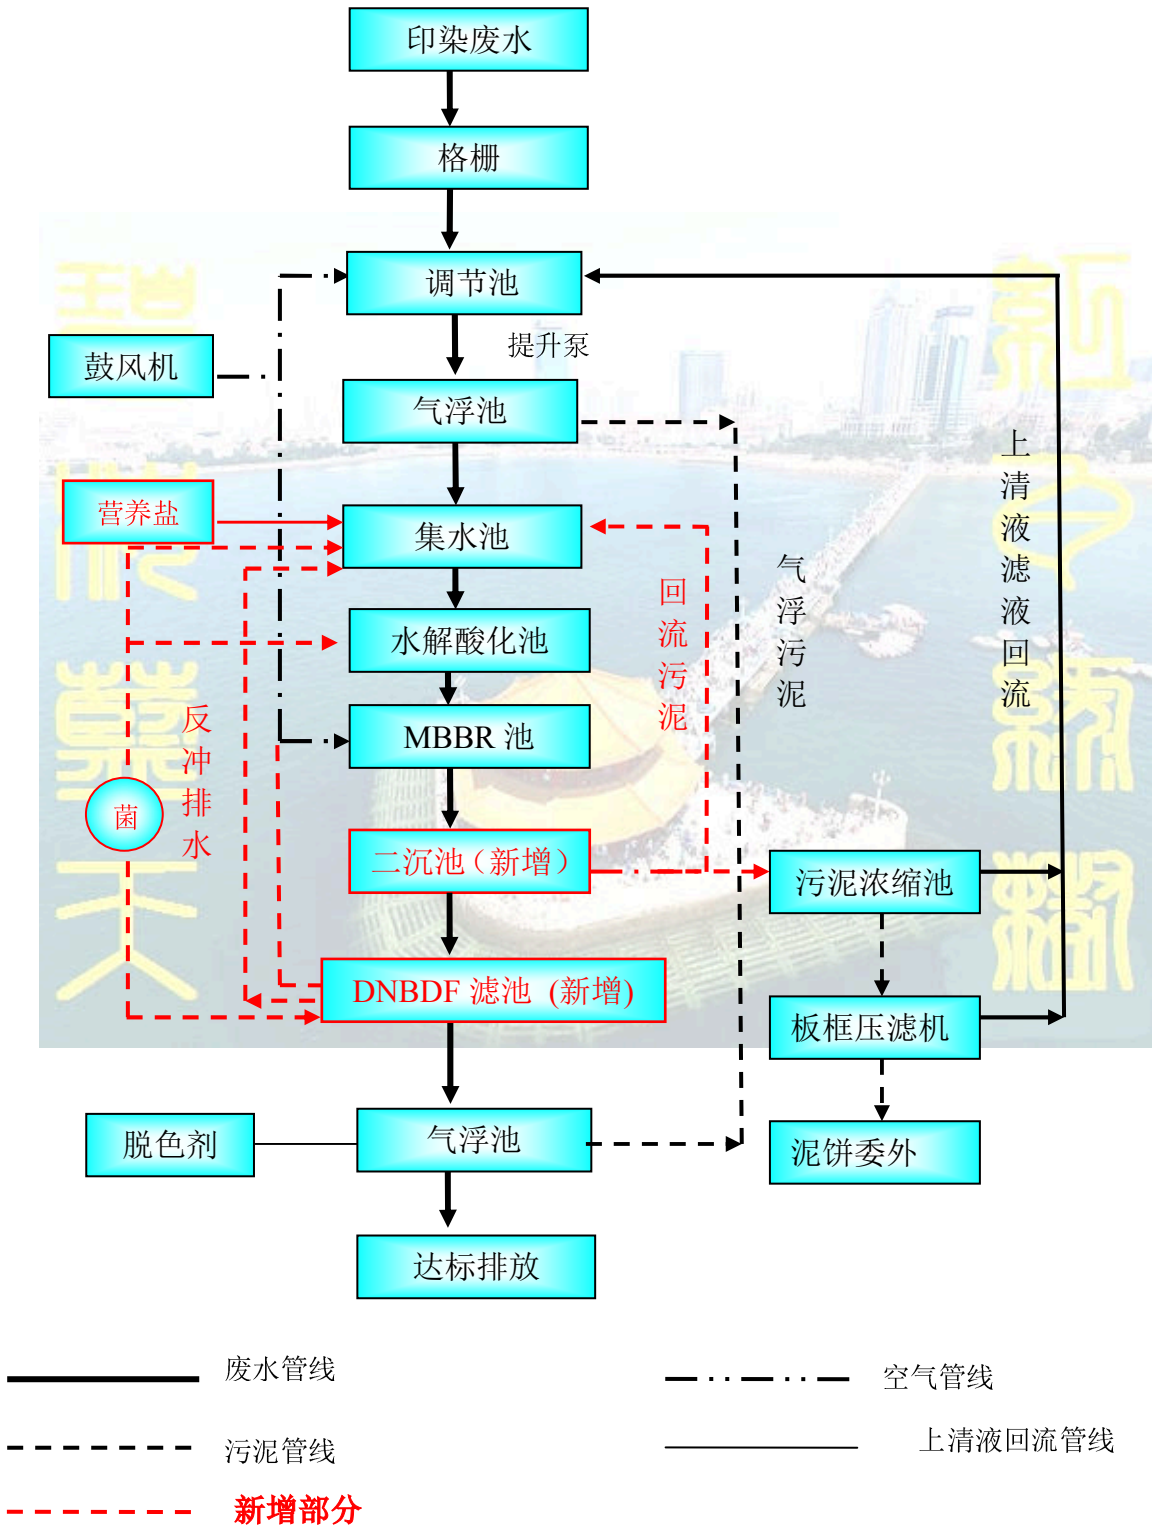 印染废水
格栅
调节池
提升泵
鼓风机
气浮池
营养盐
集水池
上清液滤液回流
气浮污泥
回流污泥
水解酸化池
反冲排水
MBBR 池
菌
二沉池（新增）
污泥浓缩池
DNBDF 滤池 (新增)
板框压滤机
脱色剂
气浮池
泥饼委外
达标排放
废水管线
空气管线
污泥管线
上清液回流管线
新增部分